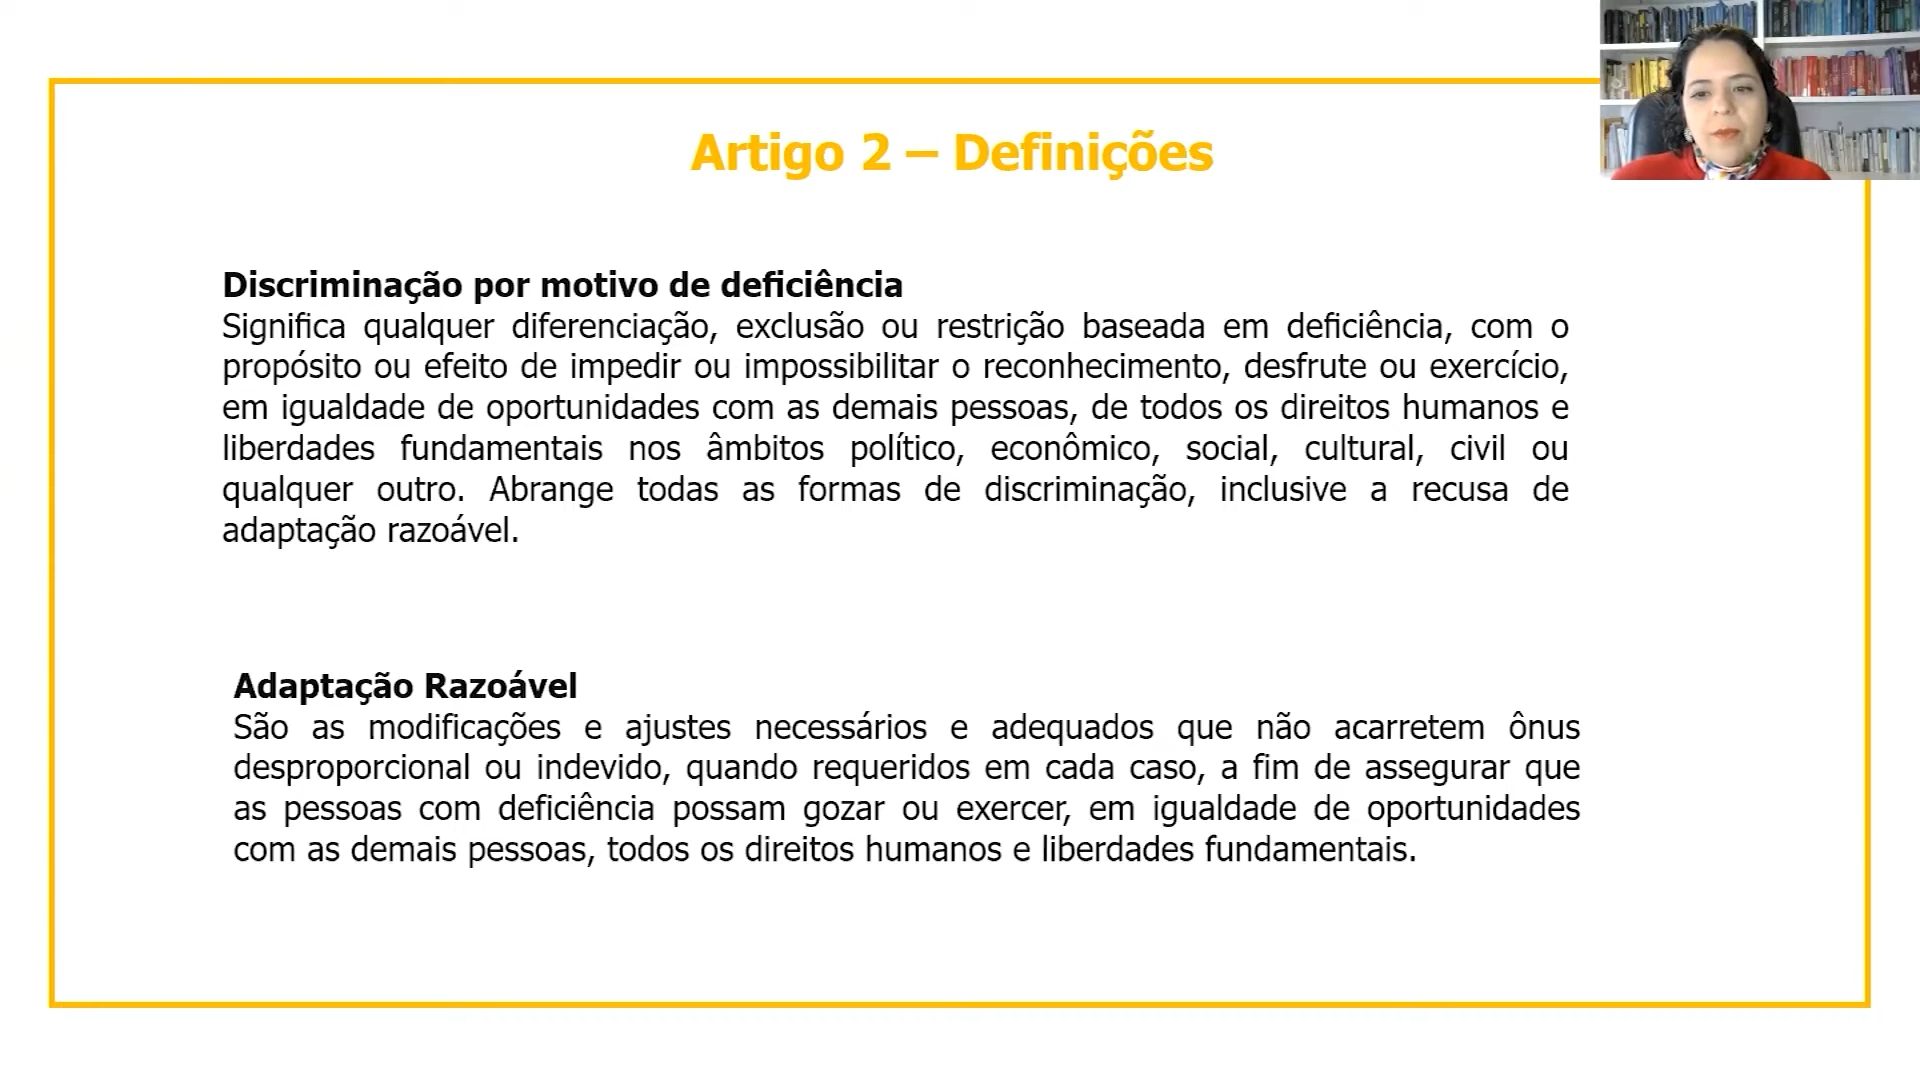 Artigo 2 – Definições
Discriminação por motivo de deficiência
Significa qualquer diferenciação, exclusão ou restrição baseada em deficiência, com o
propósito ou efeito de impedir ou impossibilitar o reconhecimento, desfrute ou exercício,
em igualdade de oportunidades com as demais pessoas, de todos os direitos humanos e
liberdades fundamentais nos âmbitos político, econômico, social, cultural, civil ou
qualquer outro. Abrange todas as formas de discriminação, inclusive a recusa de
adaptação razoável.
Adaptação Razoável
São as modificações e ajustes necessários e adequados que não acarretem ônus
desproporcional ou indevido, quando requeridos em cada caso, a fim de assegurar que
as pessoas com deficiência possam gozar ou exercer, em igualdade de oportunidades
com as demais pessoas, todos os direitos humanos e liberdades fundamentais.